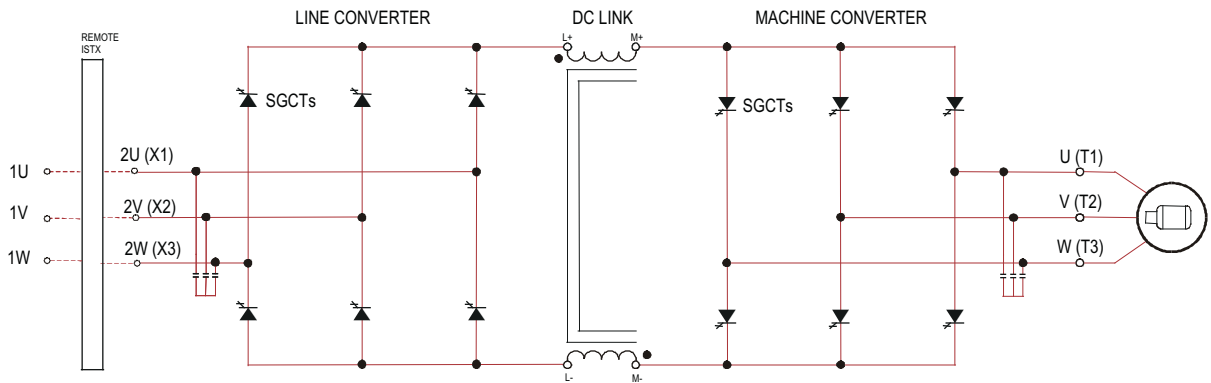 LINE CONVERTER
DC LINK
MACHINE CONVERTER
REMOTE
ISTX
L+
M+
SGCTs
SGCTs
2U (X1)
U (T1)
1U
2V (X2)
V (T2)
1V
2W (X3)
W (T3)
1W
L-
M-